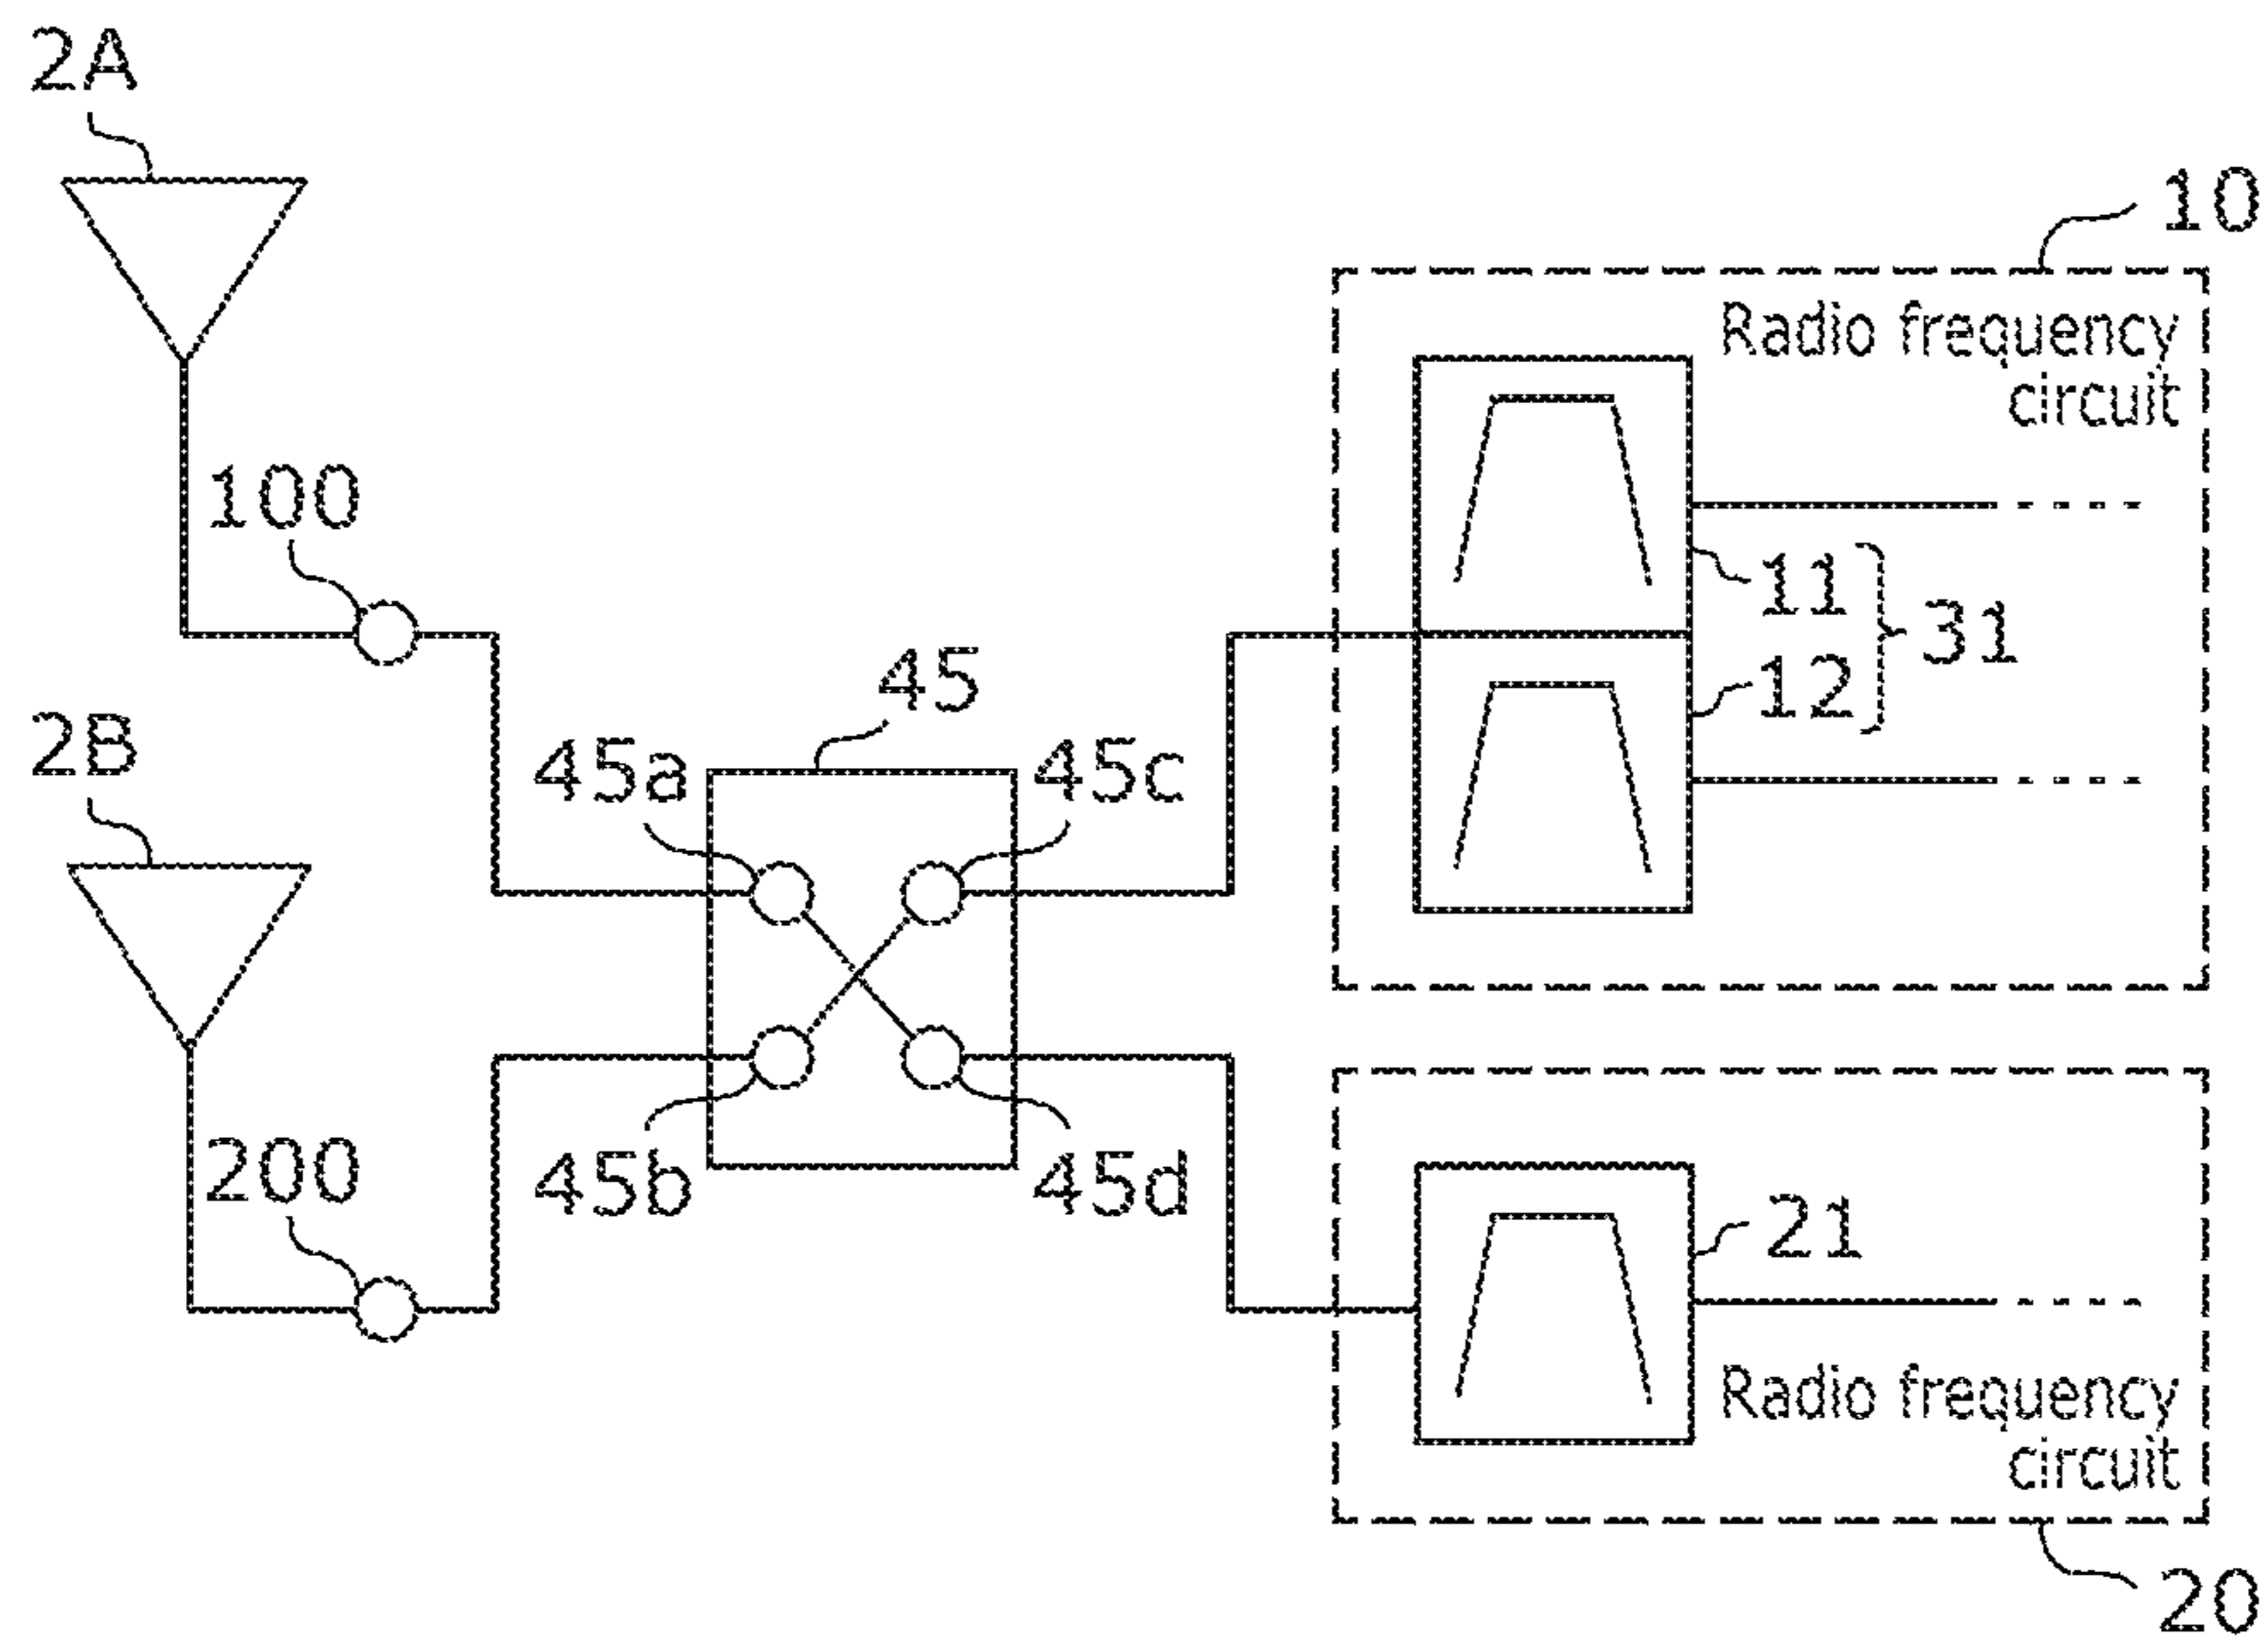 2A
10
Radio frequency
circuit
100
11
31
12
45
2B
45a
45c
200
45b
45d
21
Radio frequency
circuit
20